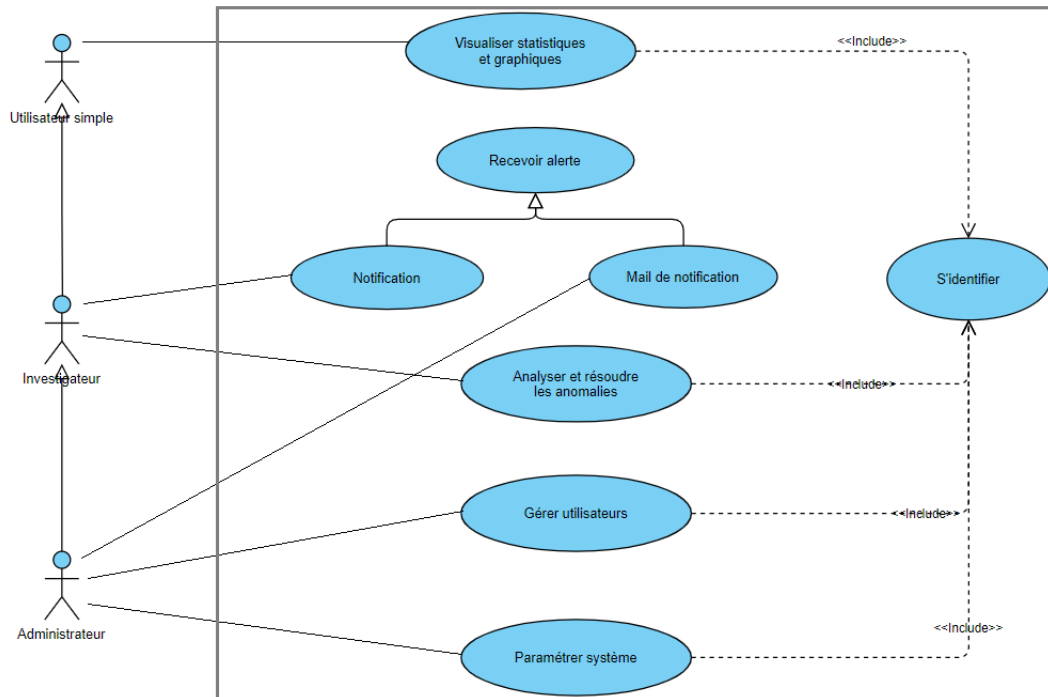 Visualiser statistiques
et graphiques
<<Include>>
Utilisateur simple
Recevoir alerte
Notification
Mail de notification
S'identifier
Investigateur
Analyser et résoudre
les anomalies
<<Include>>
Gérer utilisateurs
<<Include>>
Administrateur
Paramétrer système
<<Include>>